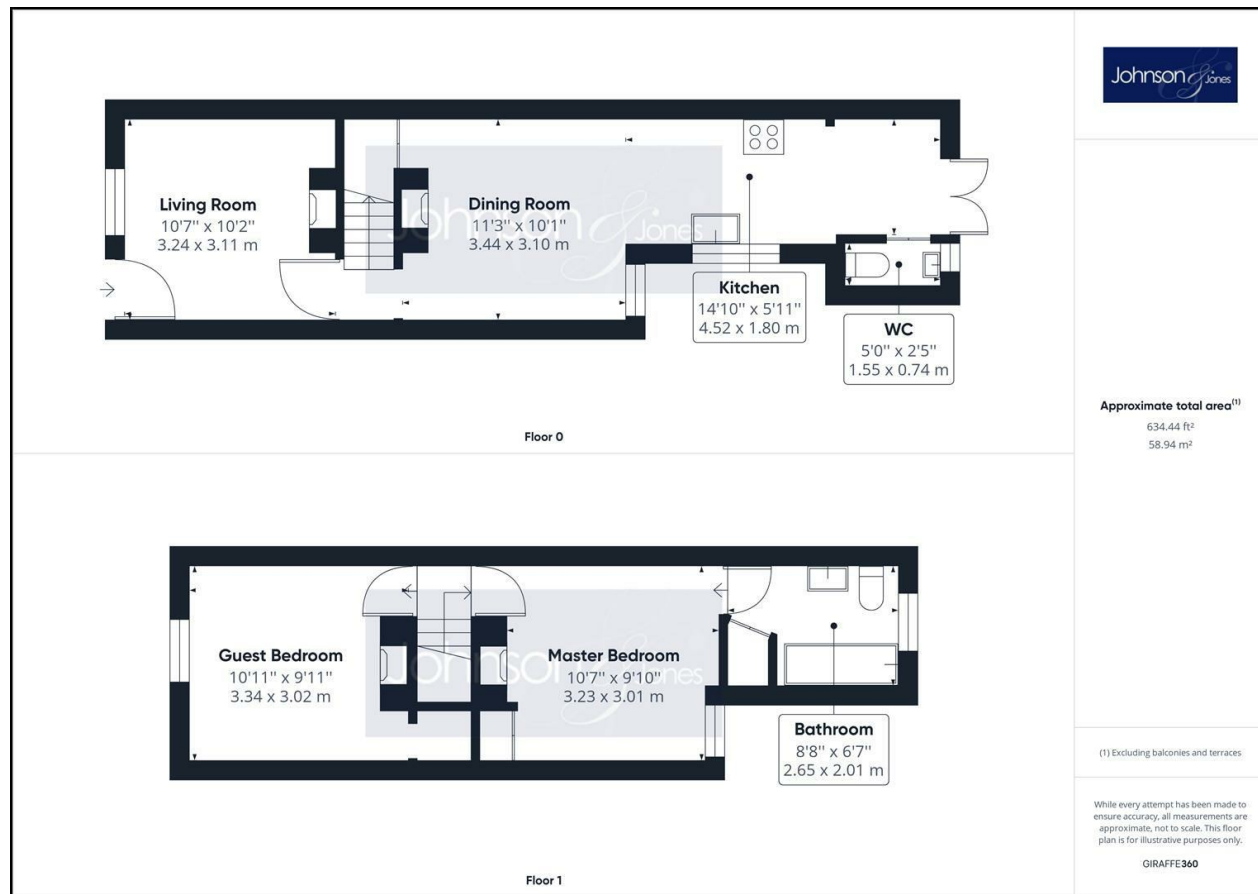 Johnson & Jones
Living Room
10'7'' x 10'2''
3.24 x 3.11 m
Dining Room
11'3'' x 10'1''
3.44 x 3.10 m
Johnson & Jones
Kitchen
14'10'' x 5'11''
4.52 x 1.80 m
WC
5'0'' x 2'5''
1.55 x 0.74 m
Floor 0
Approximate total area(1)
634.44 ft²
58.94 m²
Guest Bedroom
10'11'' x 9'11''
3.34 x 3.02 m
Master Bedroom
10'7'' x 9'10''
3.23 x 3.01 m
Johnson & Jones
Bathroom
8'8'' x 6'7''
2.65 x 2.01 m
Floor 1
(1) Excluding balconies and terraces
While every attempt has been made to
ensure accuracy, all measurements are
approximate, not to scale. This floor
plan is for illustrative purposes only.
GIRAFFE360